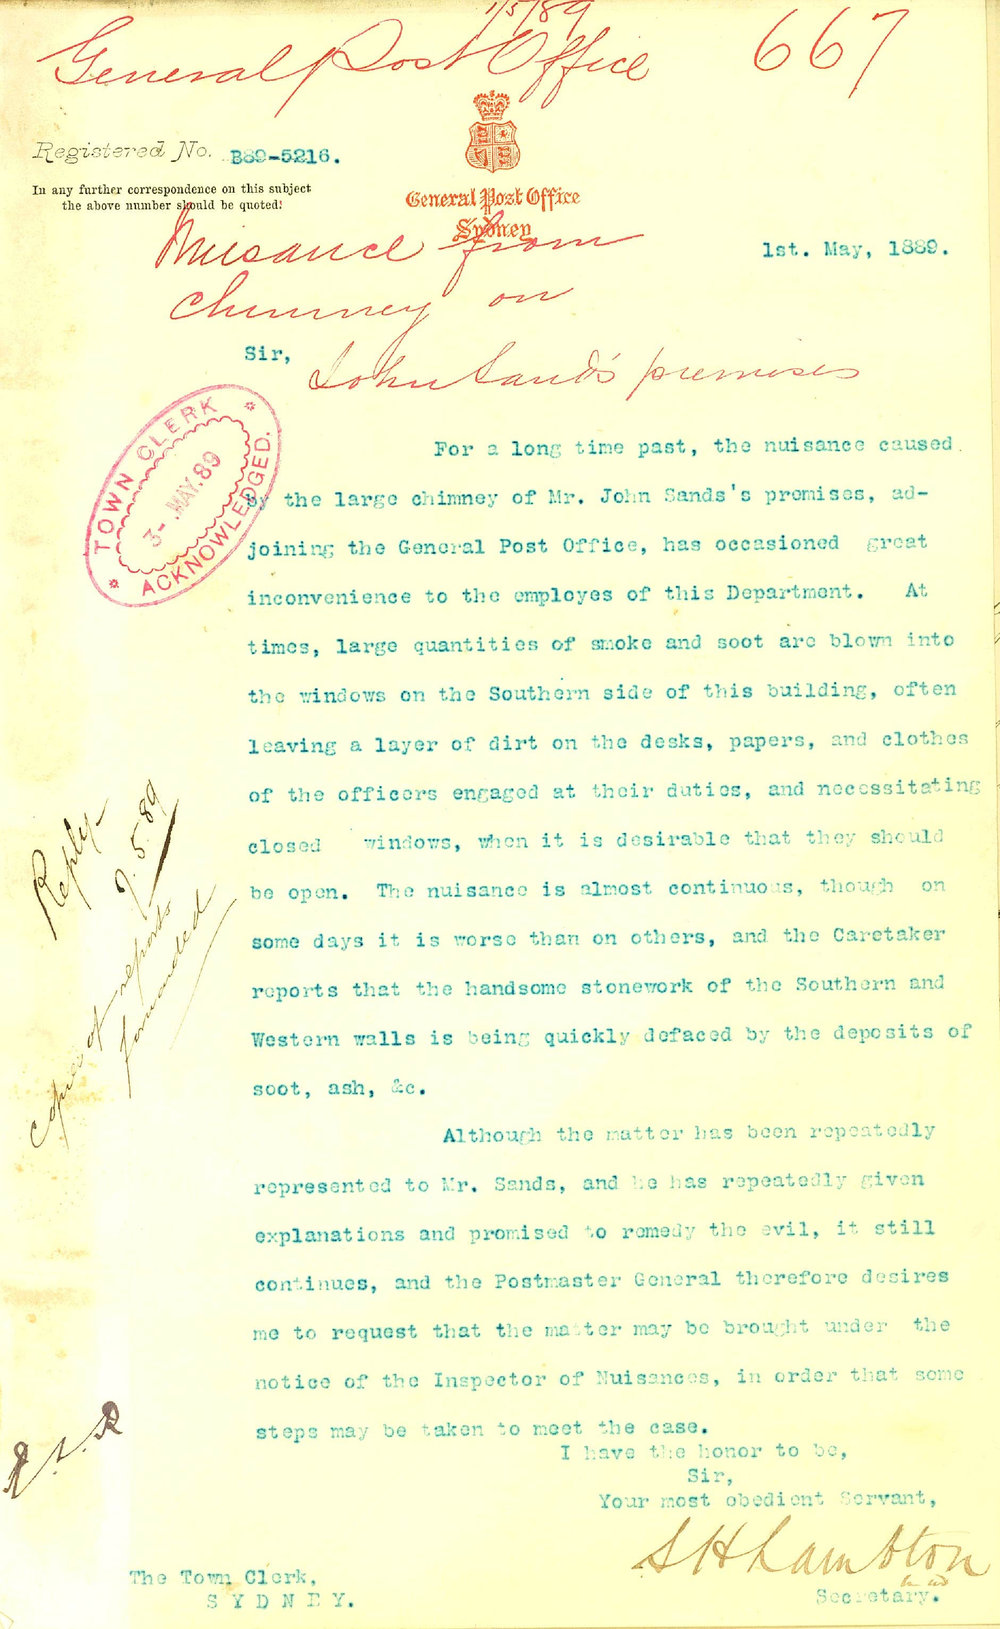 1/5/89
General Post Office
667
Registered No. B89-5216.
In any further correspondence on this subject
the above number should be quoted!
General Post Office
Sydney
Nuisance from
chimney on
John Sand's premises
1st. May, 1889.
Sir,
TOWN CLERK
3- .MAY.89
ACKNOWLEDGED.
For a long time past, the nuisance caused
by the large chimney of Mr. John Sands's premises, ad-
joining the General Post Office, has occasioned great
inconvenience to the employes of this Department. At
times, large quantities of smoke and soot are blown into
the windows on the Southern side of this building, often
leaving a layer of dirt on the desks, papers, and clothes
of the officers engaged at their duties, and necessitating
closed windows, when it is desirable that they should
be open. The nuisance is almost continuous, though on
some days it is worse than on others, and the Caretaker
reports that the handsome stonework of the Southern and
Western walls is being quickly defaced by the deposits of
soot, ash, &c.
Although the matter has been repeatedly
represented to Mr. Sands, and he has repeatedly given
explanations and promised to remedy the evil, it still
continues, and the Postmaster General therefore desires
me to request that the matter may be brought under the
notice of the Inspector of Nuisances, in order that some
steps may be taken to meet the case.
I have the honor to be,
Sir,
Your most obedient Servant,
S H Lambton
Secretary.
The Town Clerk,
SYDNEY.
Reply
9.5.89
copies of reports
forwarded